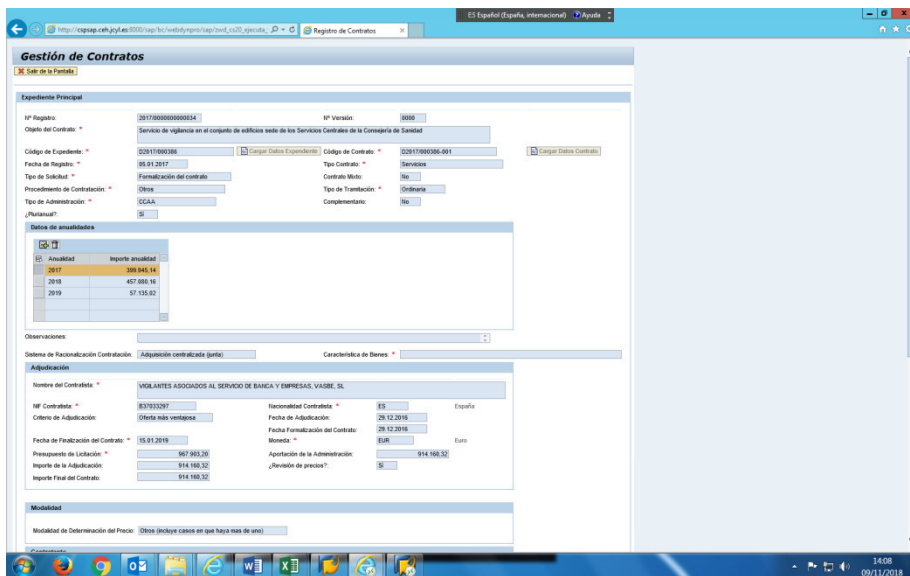 ES Español (España, internacional) Ayuda
http://cspsap.ceh.jcyl.es:8000/sap/bc/webdynpro/sap/zwd_cs20_ejecuta_
Registro de Contratos
Gestión de Contratos
Salir de la Pantalla
Expediente Principal
Nº Registro: 2017/0000000000034 Nº Versión: 0000
Objeto del Contrato: * Servicio de vigilancia en el conjunto de edificios sede de los Servicios Centrales de la Consejería de Sanidad
Código de Expediente: * D2017/000386 Cargar Datos Expendiente Código de Contrato: * D2017/000386-001 Cargar Datos Contrato
Fecha de Registro: * 05.01.2017 Tipo Contrato: * Servicios
Tipo de Solicitud: * Formalización del contrato Contrato Mixto: No
Procedimiento de Contratación: * Otros Tipo de Tramitación: * Ordinaria
Tipo de Administración: * CCAA Complementario: No
¿Plurianual?: Sí
Datos de anualidades
Anualidad Importe anualidad
2017
2018 457.080,16
2019 57.135,02
Observaciones:
Sistema de Racionalización Contratación: Adquisición centralizada (junta) Característica de Bienes: *
Adjudicación
Nombre del Contratista: * VIGILANTES ASOCIADOS AL SERVICIO DE BANCA Y EMPRESAS, VASBE, SL
NIF Contratista: * B37033297 Nacionalidad Contratista: * ES España
Criterio de Adjudicación: Oferta más ventajosa Fecha de Adjudicación: 29.12.2016
Fecha Formalización del Contrato: 29.12.2016
Fecha de Finalización del Contrato: * 15.01.2019 Moneda: * EUR Euro
Presupuesto de Licitación: * 967.903,20 Aportación de la Administración: 914.160,32
Importe de la Adjudicación: 914.160,32 ¿Revisión de precios?: Sí
Importe Final del Contrato: 914.160,32
Modalidad
Modalidad de Determinación del Precio: Otros (incluye casos en que haya mas de uno)
Contratante
14:08
09/11/2018